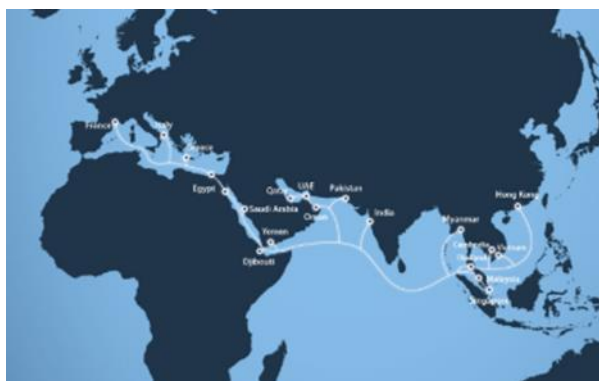 France
Italy
Greece
Egypt
Saudi Arabia
Yemen
Djibouti
Qatar
UAE
Oman
Pakistan
India
Myanmar
Hong Kong
Cambodia
Vietnam
Thailand
Malaysia
Singapore